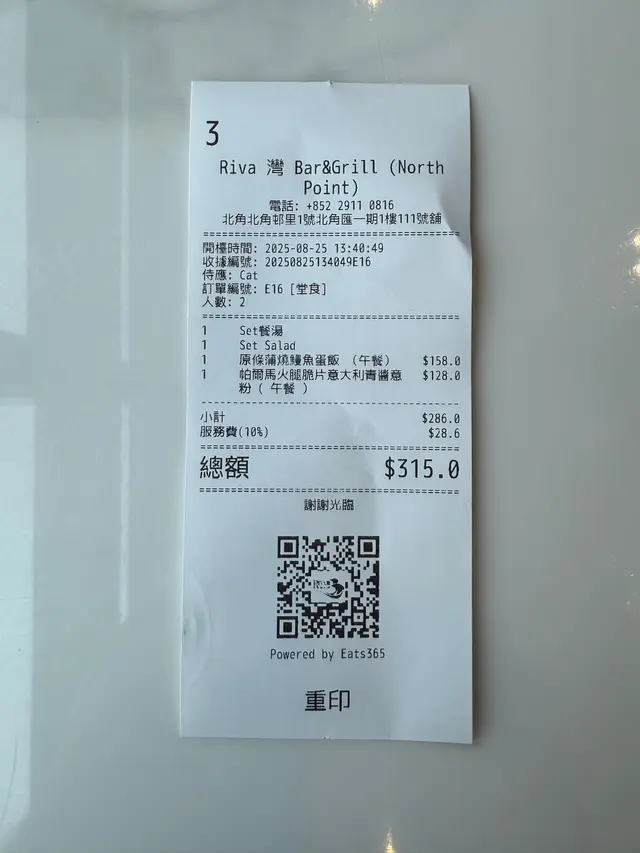 3
Riva 灣 Bar&Grill (North
Point)
電話: +852 2911 0816
北角北角邨里1號北角匯一期1樓111號舖
開檯時間: 2025-08-25 13:40:49
收據編號: 20250825134049E16
侍應: Cat
訂單編號: E16 [堂食]
人數: 2
1 Set餐湯
1 Set Salad
1 原條蒲燒鰻魚蛋飯 （午餐） $158.0
1 帕爾馬火腿脆片意大利青醬意 $128.0
粉（ 午餐 ）
小計 $286.0
服務費(10%) $28.6
總額 $315.0
謝謝光臨
Riva
Powered by Eats365
重印